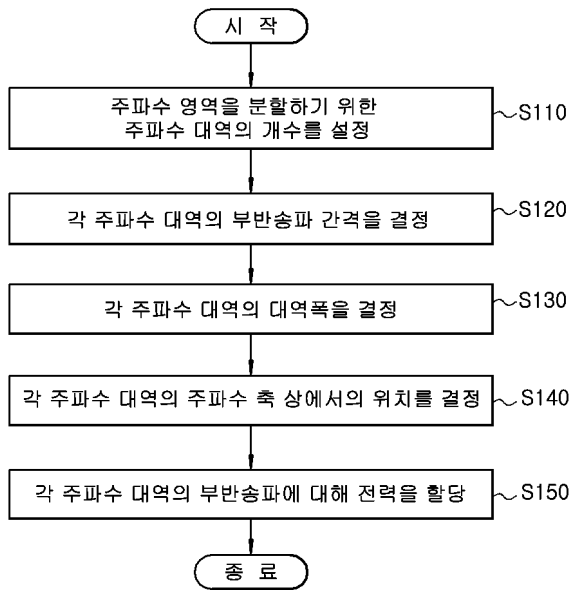 시 작
주파수 영역을 분할하기 위한
주파수 대역의 개수를 설정
S110
각 주파수 대역의 부반송파 간격을 결정
S120
각 주파수 대역의 대역폭을 결정
S130
각 주파수 대역의 주파수 축 상에서의 위치를 결정
S140
각 주파수 대역의 부반송파에 대해 전력을 할당
S150
종 료